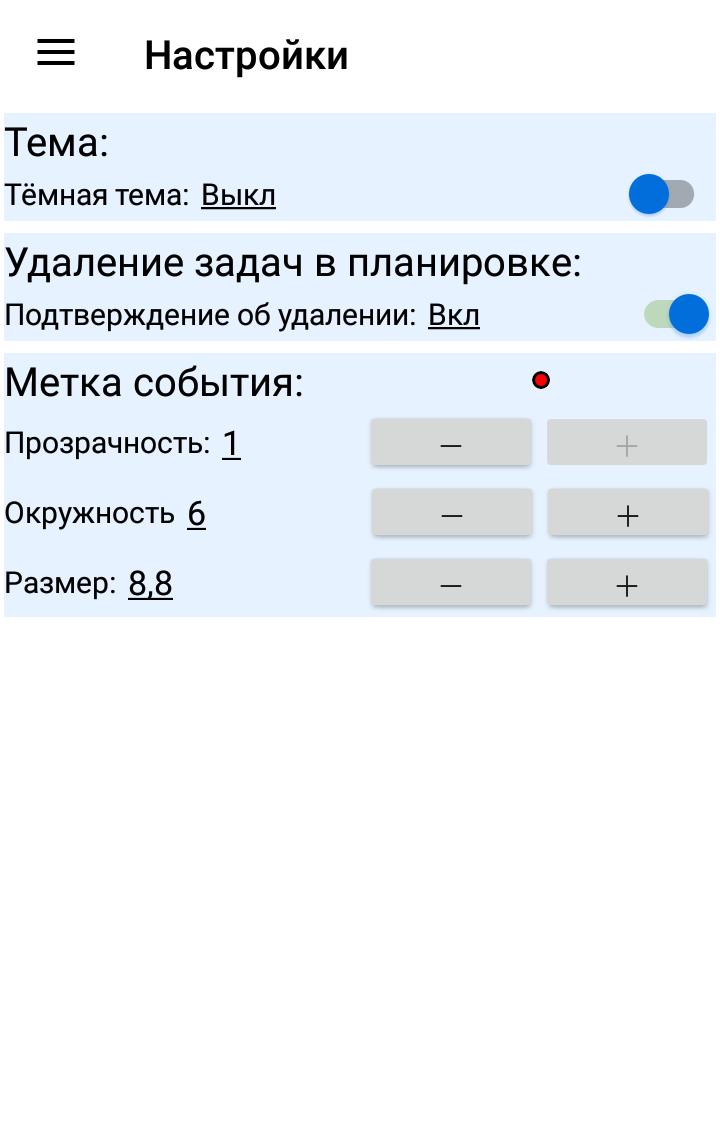 Настройки
Тема:
Тёмная тема: Выкл
Удаление задач в планировке:
Подтверждение об удалении: Вкл
Метка события:
Прозрачность: 1 − +
Окружность 6 − +
Размер: 8,8 − +